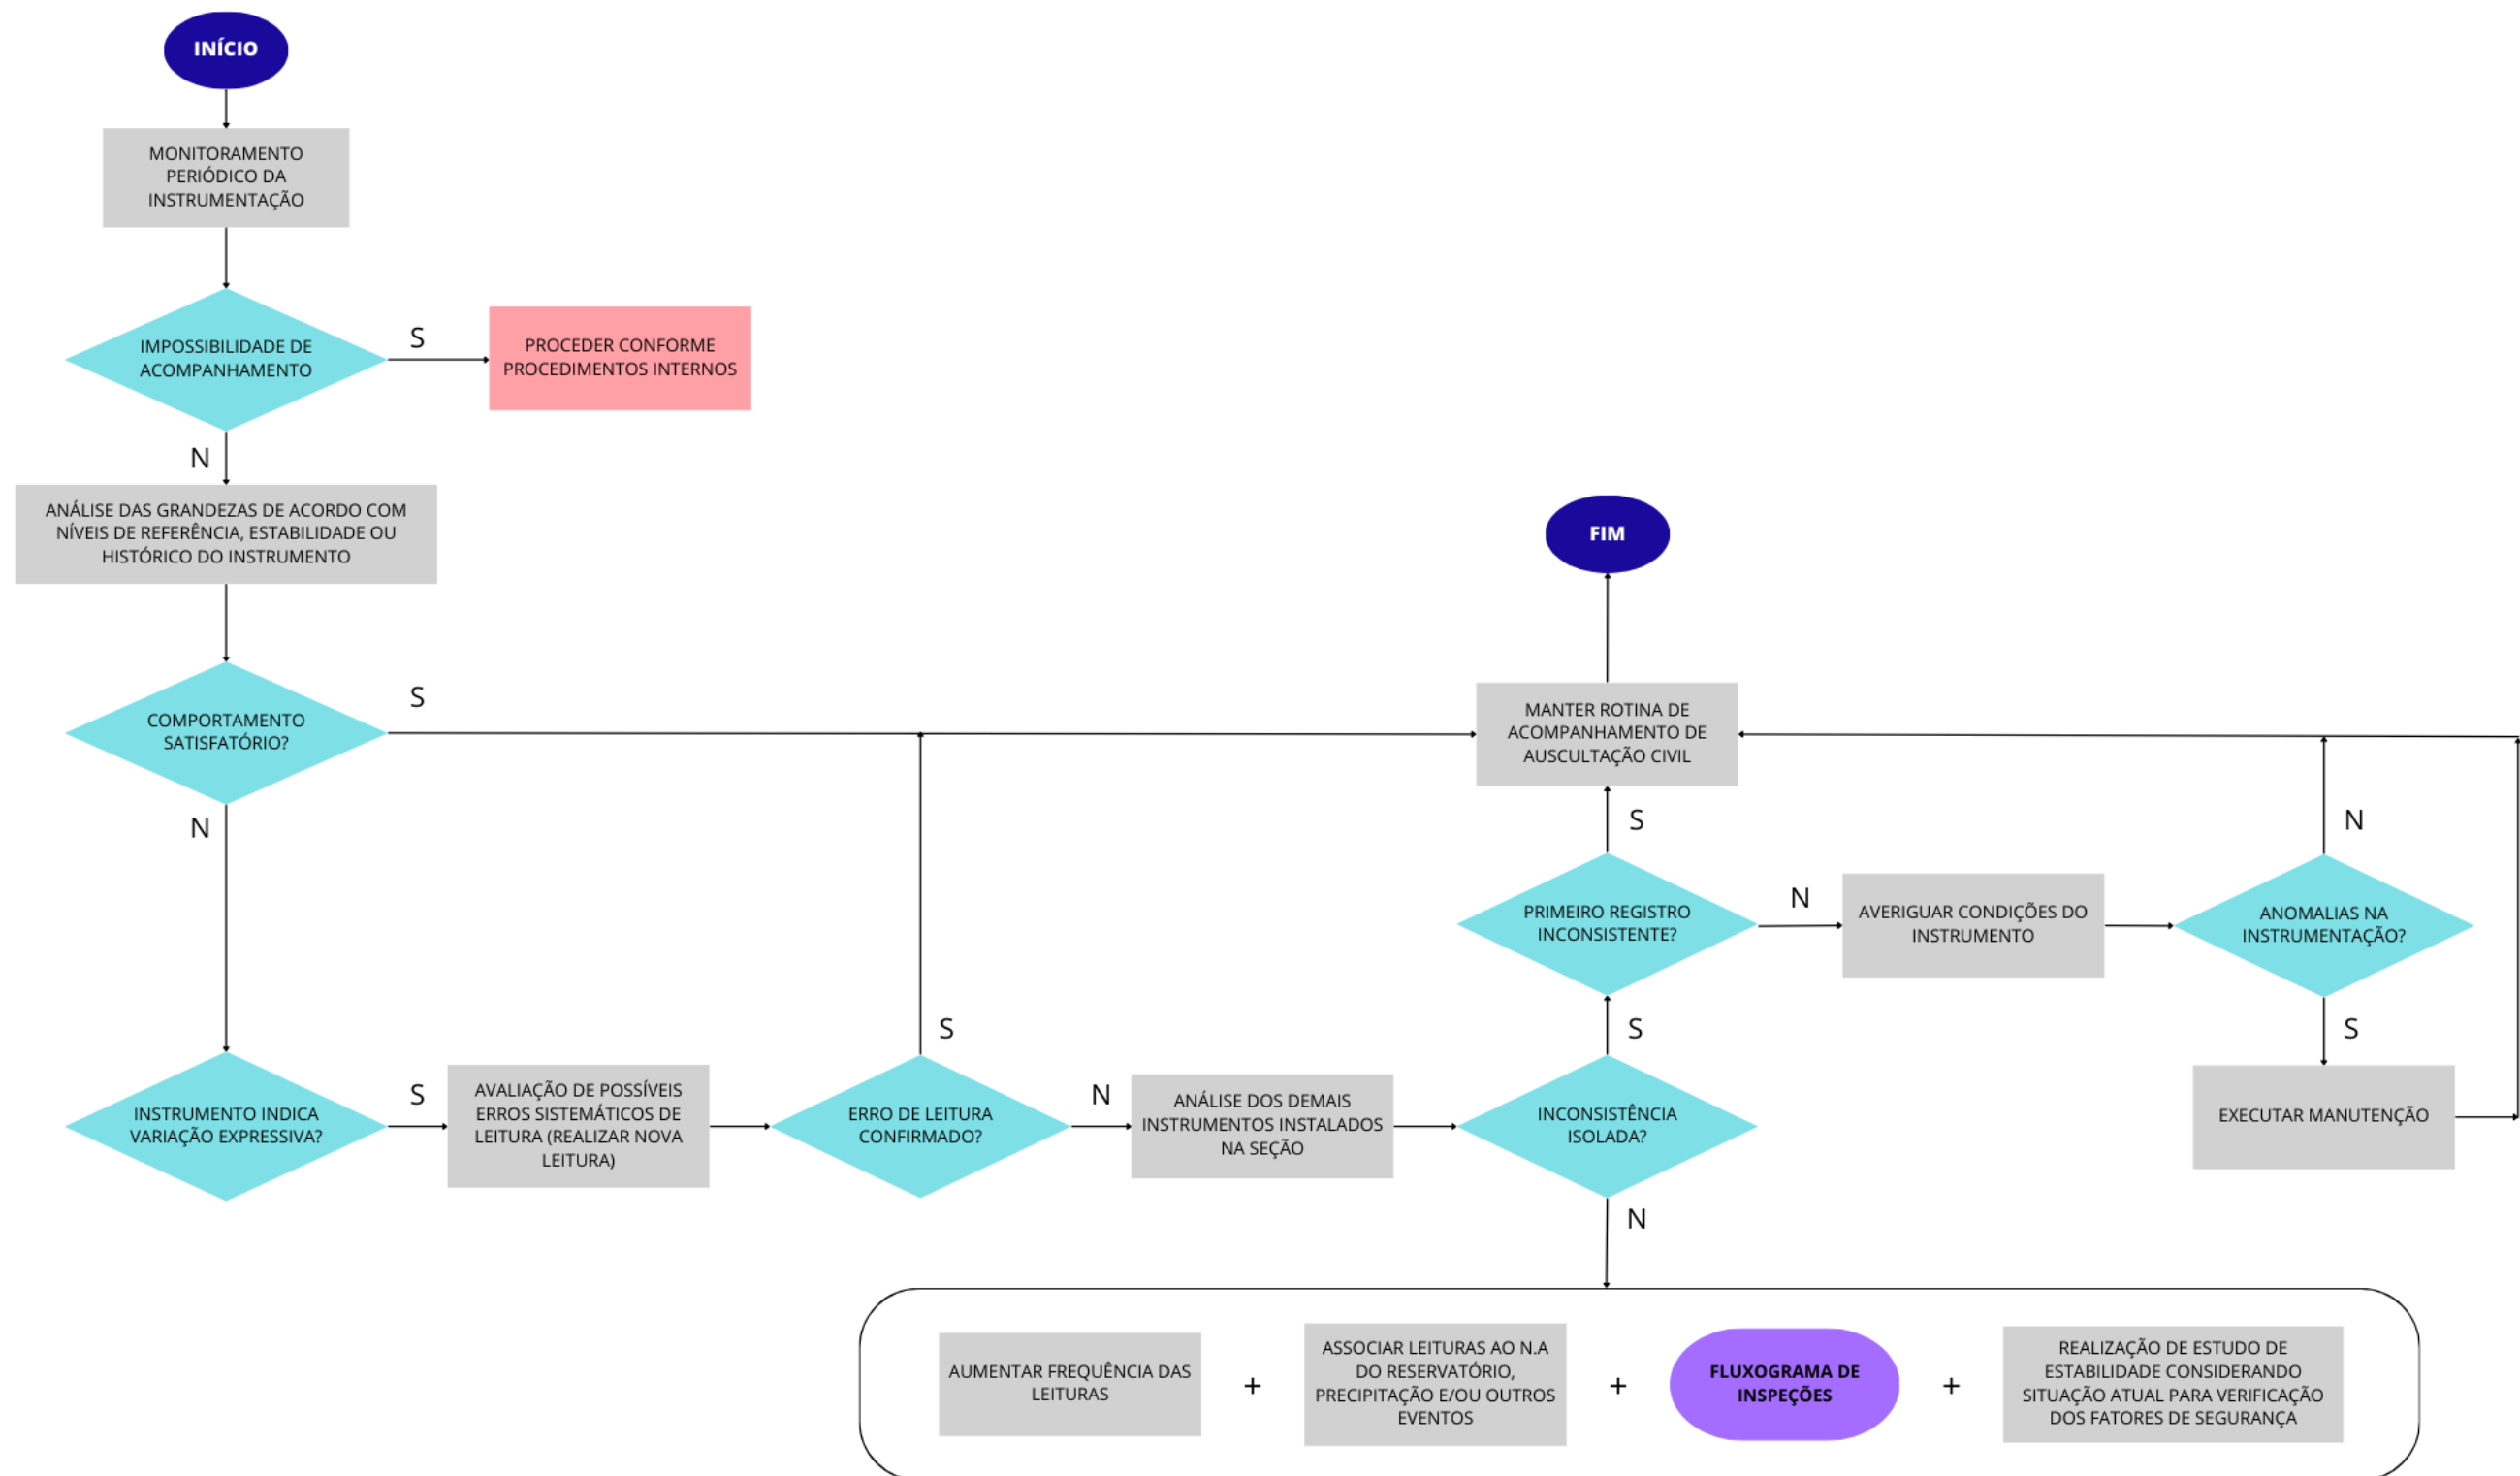 INÍCIO
MONITORAMENTO
PERIÓDICO DA
INSTRUMENTAÇÃO
IMPOSSIBILIDADE DE
ACOMPANHAMENTO
S
PROCEDER CONFORME
PROCEDIMENTOS INTERNOS
N
ANÁLISE DAS GRANDEZAS DE ACORDO COM
NÍVEIS DE REFERÊNCIA, ESTABILIDADE OU
HISTÓRICO DO INSTRUMENTO
COMPORTAMENTO
SATISFATÓRIO?
S
N
INSTRUMENTO INDICA
VARIAÇÃO EXPRESSIVA?
S
AVALIAÇÃO DE POSSÍVEIS
ERROS SISTEMÁTICOS DE
LEITURA (REALIZAR NOVA
LEITURA)
ERRO DE LEITURA
CONFIRMADO?
S
N
ANÁLISE DOS DEMAIS
INSTRUMENTOS INSTALADOS
NA SEÇÃO
INCONSISTÊNCIA
ISOLADA?
S
N
PRIMEIRO REGISTRO
INCONSISTENTE?
S
N
MANTER ROTINA DE
ACOMPANHAMENTO DE
AUSCULTAÇÃO CIVIL
FIM
AVERIGUAR CONDIÇÕES DO
INSTRUMENTO
ANOMALIAS NA
INSTRUMENTAÇÃO?
N
S
EXECUTAR MANUTENÇÃO
AUMENTAR FREQUÊNCIA DAS
LEITURAS
+
ASSOCIAR LEITURAS AO N.A
DO RESERVATÓRIO,
PRECIPITAÇÃO E/OU OUTROS
EVENTOS
+
FLUXOGRAMA DE
INSPEÇÕES
+
REALIZAÇÃO DE ESTUDO DE
ESTABILIDADE CONSIDERANDO
SITUAÇÃO ATUAL PARA VERIFICAÇÃO
DOS FATORES DE SEGURANÇA